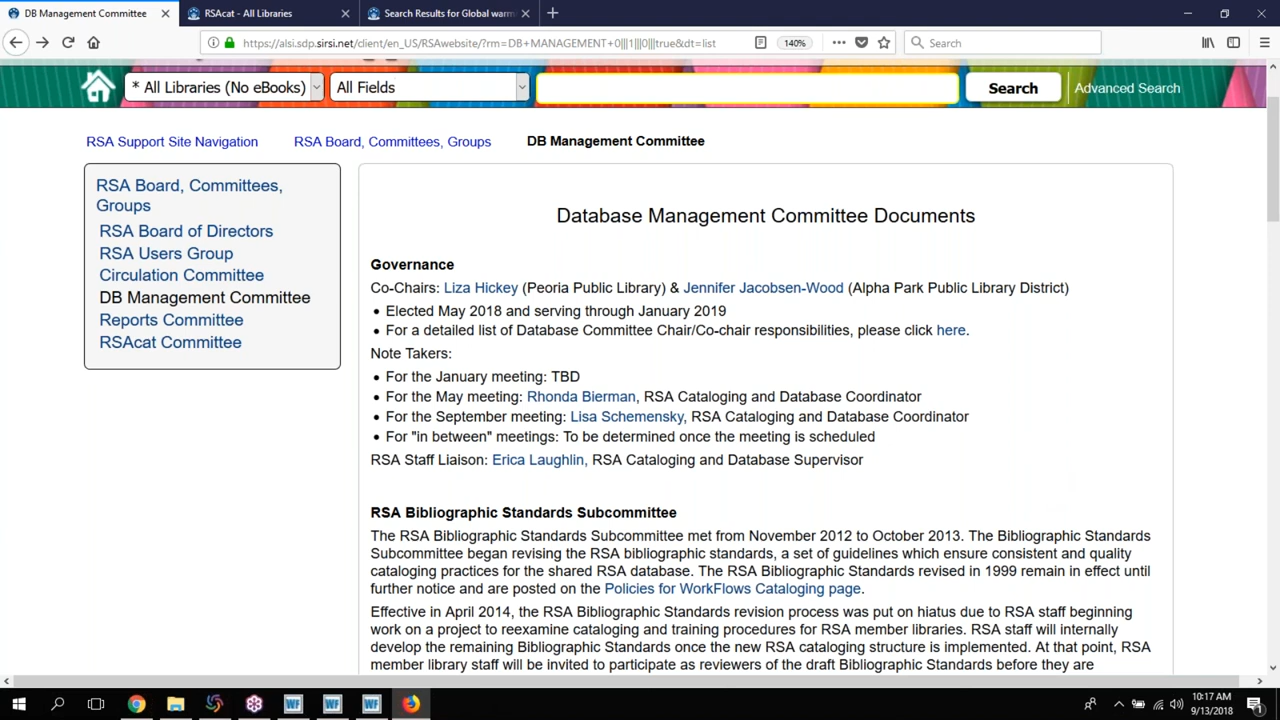 DB Management Committee
RSAcat - All Libraries
Search Results for Global warm
https://alsi.sdp.sirsi.net/client/en_US/RSAwebsite/?rm=DB+MANAGEMENT+0|||1|||0|||true&dt=list
140%
Search
* All Libraries (No eBooks)
All Fields
Search
Advanced Search
RSA Support Site Navigation
RSA Board, Committees, Groups
DB Management Committee
RSA Board, Committees,
Groups
RSA Board of Directors
RSA Users Group
Circulation Committee
DB Management Committee
Reports Committee
RSAcat Committee
Database Management Committee Documents
Governance
Co-Chairs: Liza Hickey (Peoria Public Library) & Jennifer Jacobsen-Wood (Alpha Park Public Library District)
• Elected May 2018 and serving through January 2019
• For a detailed list of Database Committee Chair/Co-chair responsibilities, please click here.
Note Takers:
• For the January meeting: TBD
• For the May meeting: Rhonda Bierman, RSA Cataloging and Database Coordinator
• For the September meeting: Lisa Schemensky, RSA Cataloging and Database Coordinator
• For "in between" meetings: To be determined once the meeting is scheduled
RSA Staff Liaison: Erica Laughlin, RSA Cataloging and Database Supervisor
RSA Bibliographic Standards Subcommittee
The RSA Bibliographic Standards Subcommittee met from November 2012 to October 2013. The Bibliographic Standards
Subcommittee began revising the RSA bibliographic standards, a set of guidelines which ensure consistent and quality
cataloging practices for the shared RSA database. The RSA Bibliographic Standards revised in 1999 remain in effect until
further notice and are posted on the Policies for WorkFlows Cataloging page.
Effective in April 2014, the RSA Bibliographic Standards revision process was put on hiatus due to RSA staff beginning
work on a project to reexamine cataloging and training procedures for RSA member libraries. RSA staff will internally
develop the remaining Bibliographic Standards once the new RSA cataloging structure is implemented. At that point, RSA
member library staff will be invited to participate as reviewers of the draft Bibliographic Standards before they are
WF
WF
WF
10:17 AM
9/13/2018
1